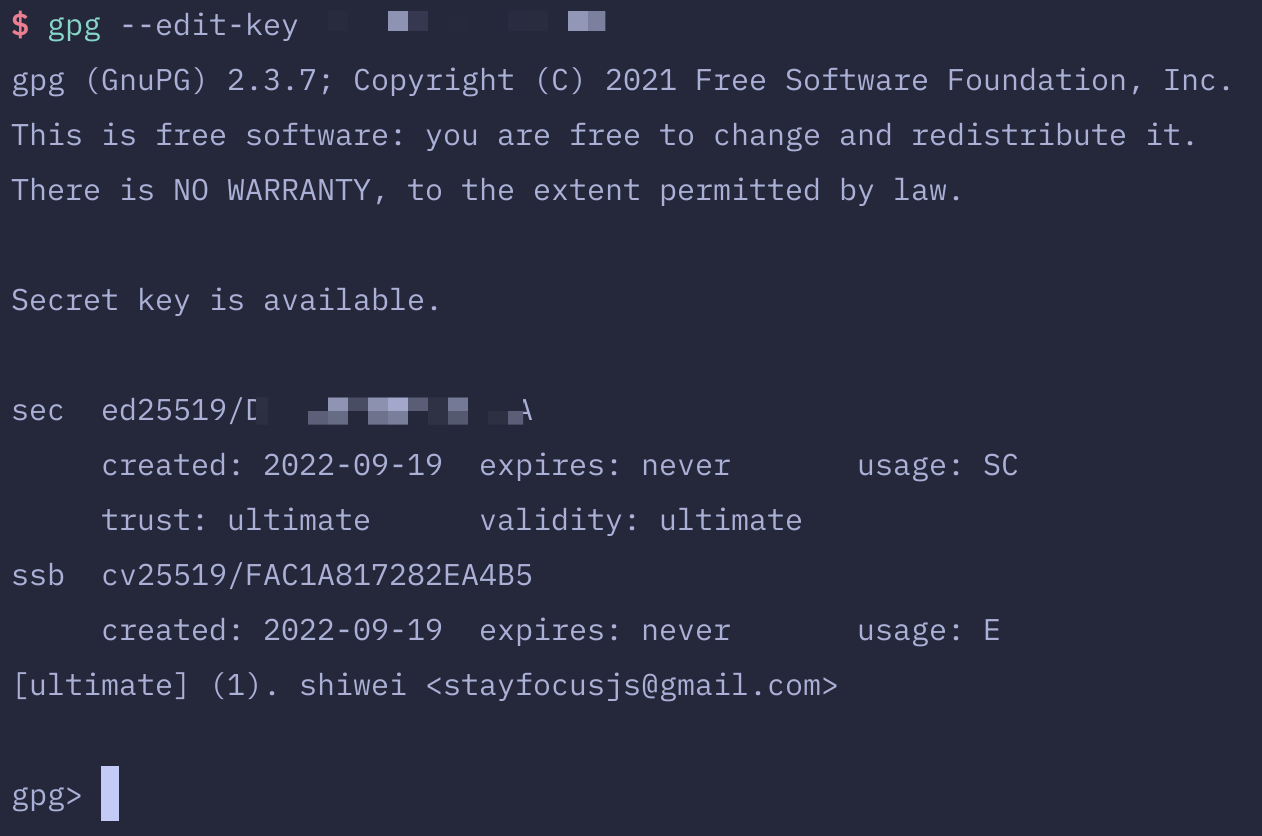 $ gpg --edit-key
gpg (GnuPG) 2.3.7; Copyright (C) 2021 Free Software Foundation, Inc.
This is free software: you are free to change and redistribute it.
There is NO WARRANTY, to the extent permitted by law.
Secret key is available.
sec  ed25519/
created: 2022-09-19  expires: never       usage: SC
trust: ultimate      validity: ultimate
ssb  cv25519/FAC1A817282EA4B5
created: 2022-09-19  expires: never       usage: E
[ultimate] (1). shiwei <stayfocusjs@gmail.com>
gpg>